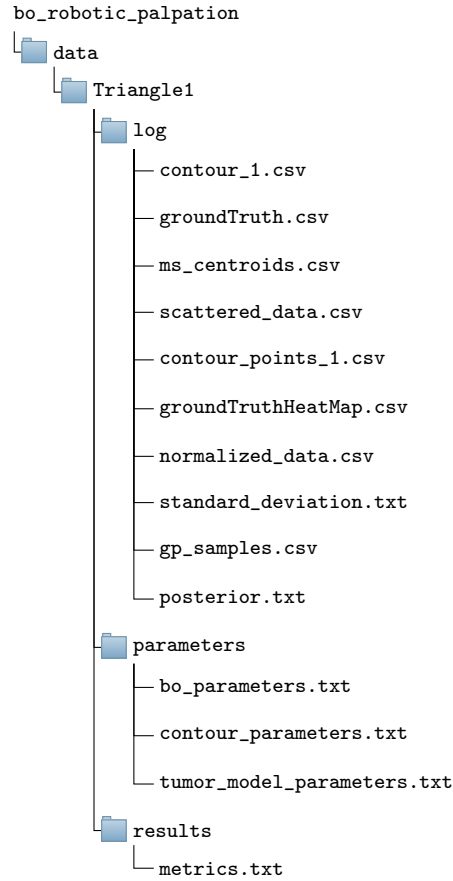 bo_robotic_palpation
data
Triangle1
log
contour_1.csv
groundTruth.csv
ms_centroids.csv
scattered_data.csv
contour_points_1.csv
groundTruthHeatMap.csv
normalized_data.csv
standard_deviation.txt
gp_samples.csv
posterior.txt
parameters
bo_parameters.txt
contour_parameters.txt
tumor_model_parameters.txt
results
metrics.txt